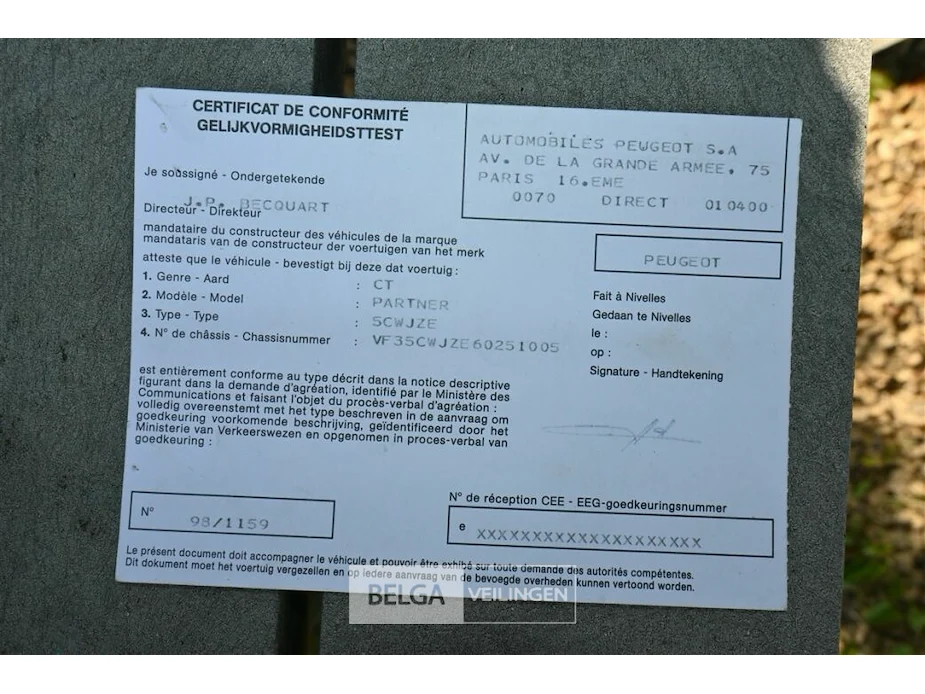 CERTIFICAT DE CONFORMITÉ
GELIJKVORMIGHEIDSTTEST
AUTOMOBILES PEUGEOT S.A
AV. DE LA GRANDE ARMEE, 75
PARIS 16.EME
0070 DIRECT 010400
Je soussigné - Ondergetekende
J.P. BECQUART
Directeur - Direkteur
mandataire du constructeur des véhicules de la marque
mandataris van de constructeur der voertuigen van het merk
PEUGEOT
atteste que le véhicule - bevestigt bij deze dat voertuig :
1. Genre - Aard : CT
2. Modèle - Model : PARTNER
3. Type - Type : 5CWJZE
4. N° de châssis - Chassisnummer : VF35CWJZE60251005
Fait à Nivelles
Gedaan te Nivelles
le :
op :
Signature - Handtekening
est entièrement conforme au type décrit dans la notice descriptive
figurant dans la demande d'agréation, identifié par le Ministère des
Communications et faisant l'objet du procès-verbal d'agréation :
volledig overeenstemt met het type beschreven in de aanvraag om
goedkeuring voorkomende beschrijving, geïdentificeerd door het
Ministerie van Verkeerswezen en opgenomen in proces-verbal van
goedkeuring :
N° 98/1159
N° de réception CEE - EEG-goedkeuringsnummer
e XXXXXXXXXXXXXXXXXXXX
Le présent document doit accompagner le véhicule et pouvoir être exhibé sur toute demande des autorités compétentes.
Dit dokument moet het voertuig vergezellen en op iedere aanvraag van de bevoegde overheden kunnen vertoond worden.
BELGA VEILINGEN